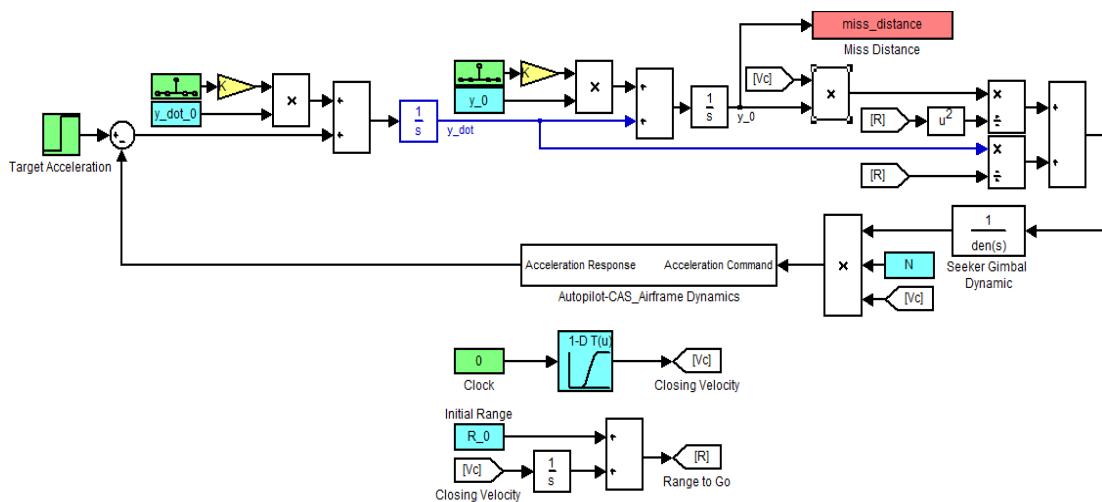 miss_distance
Miss Distance
K
K
[Vc]
×
×
×
y_dot_0
y_0
1
s
y_dot
1
s
y_0
[R]
u²
×
÷
×
÷
[R]
Target Acceleration
1
den(s)
Seeker Gimbal
Dynamic
Acceleration Response
Acceleration Command
Autopilot-CAS_Airframe Dynamics
×
N
[Vc]
0
Clock
1-D T(u)
[Vc]
Closing Velocity
Initial Range
R_0
[Vc]
Closing Velocity
1
s
[R]
Range to Go